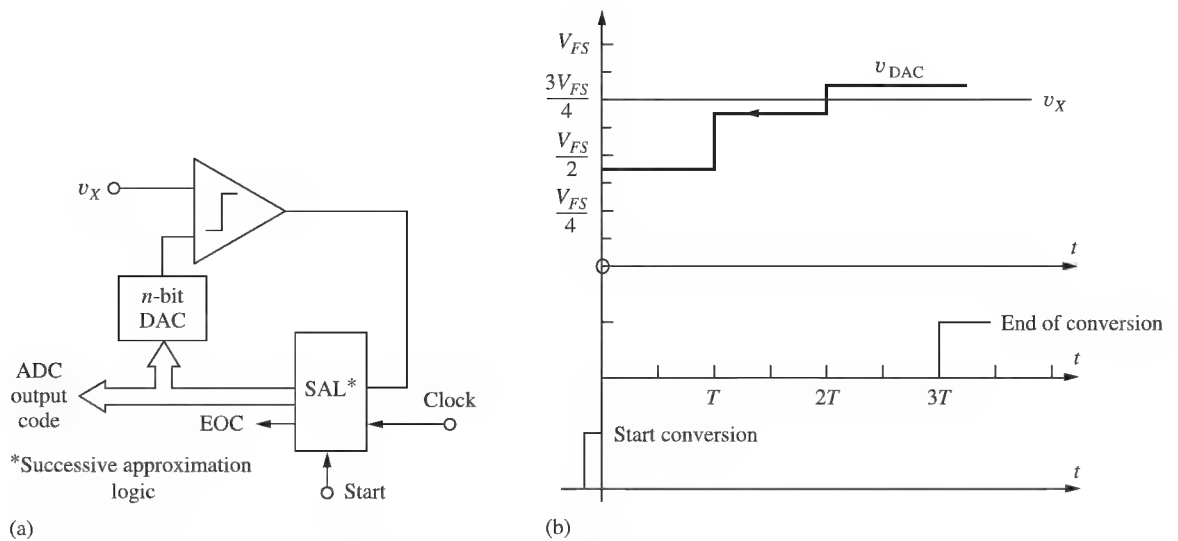 v_X
n-bit
DAC
ADC
output
code
SAL*
EOC
Clock
*Successive approximation
logic
Start
(a)
V_FS
3V_FS
4
V_FS
2
V_FS
4
v_DAC
v_X
t
End of conversion
t
T
2T
3T
Start conversion
t
(b)